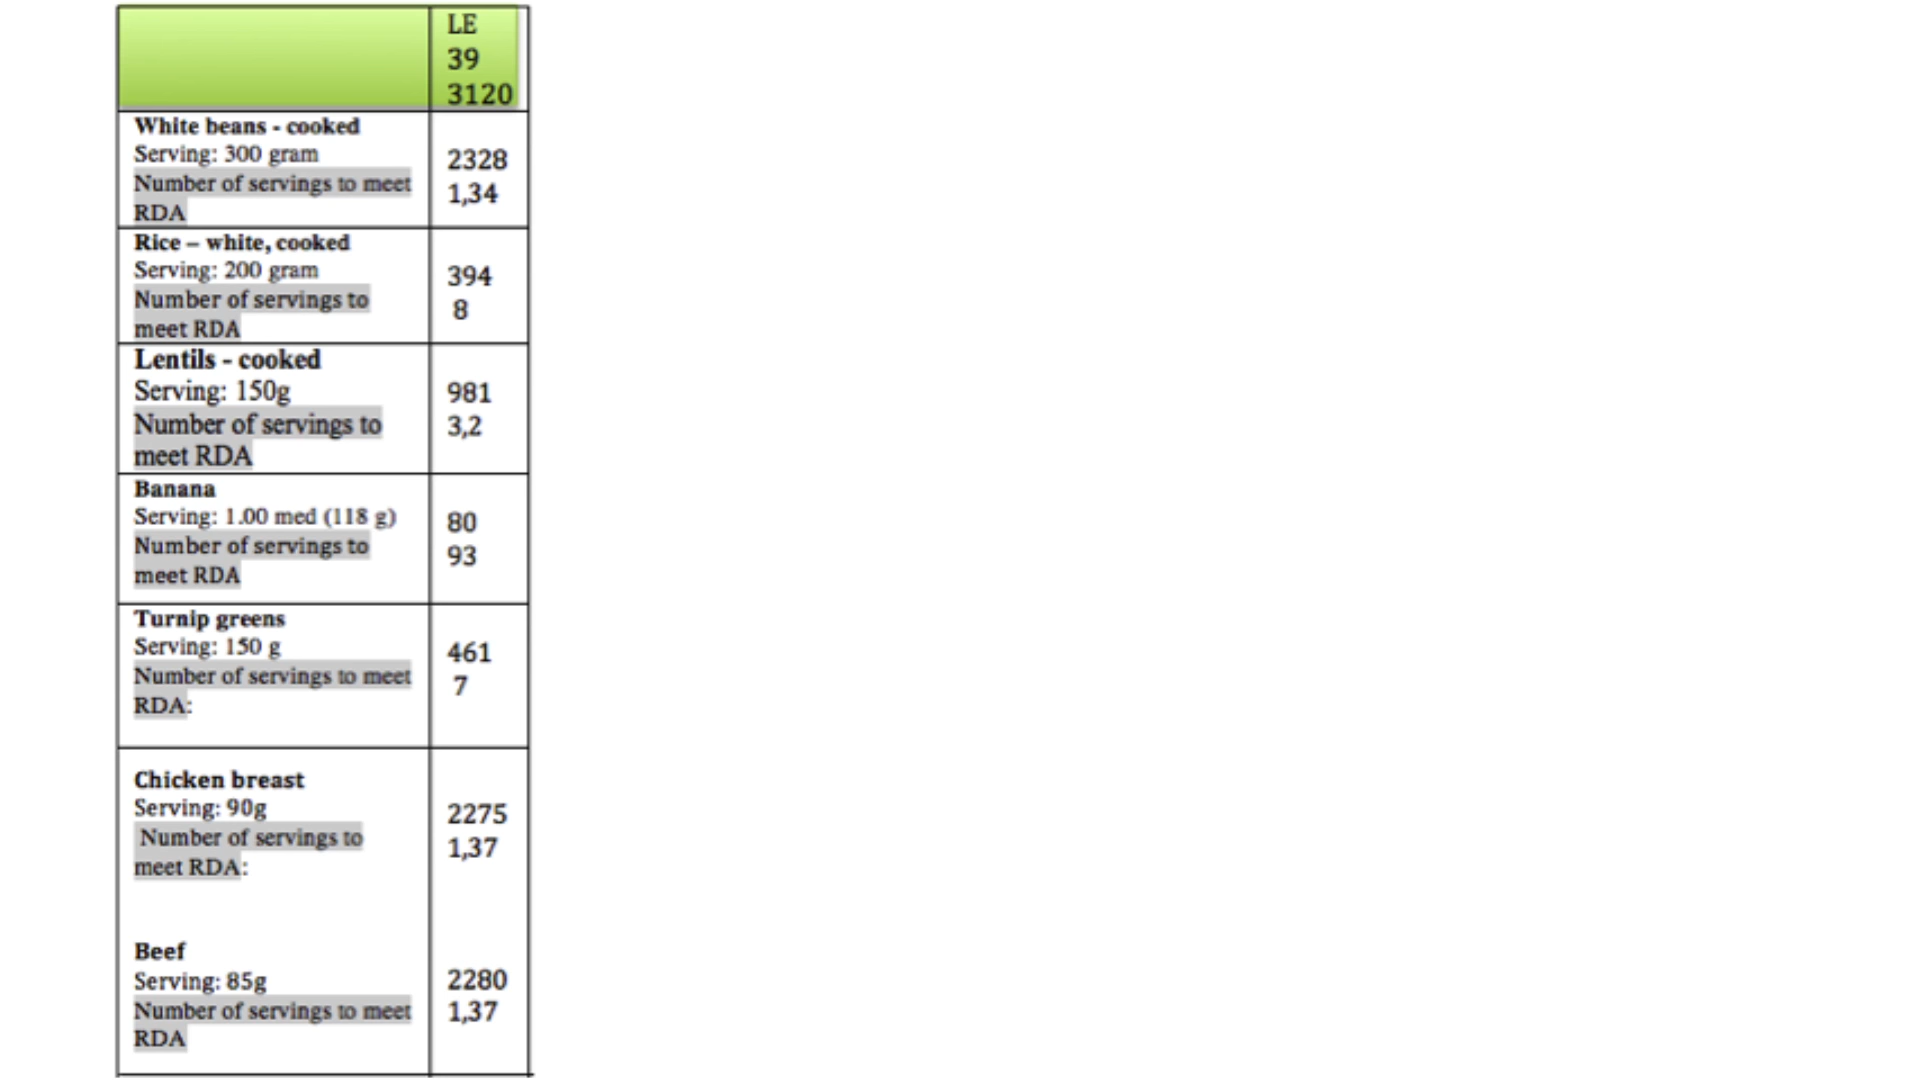 LE
39
3120
White beans - cooked
Serving: 300 gram
Number of servings to meet
RDA
2328
1,34
Rice – white, cooked
Serving: 200 gram
Number of servings to
meet RDA
394
8
Lentils - cooked
Serving: 150g
Number of servings to
meet RDA
981
3,2
Banana
Serving: 1.00 med (118 g)
Number of servings to
meet RDA
80
93
Turnip greens
Serving: 150 g
Number of servings to meet
RDA:
461
7
Chicken breast
Serving: 90g
Number of servings to
meet RDA:
2275
1,37
Beef
Serving: 85g
Number of servings to meet
RDA
2280
1,37